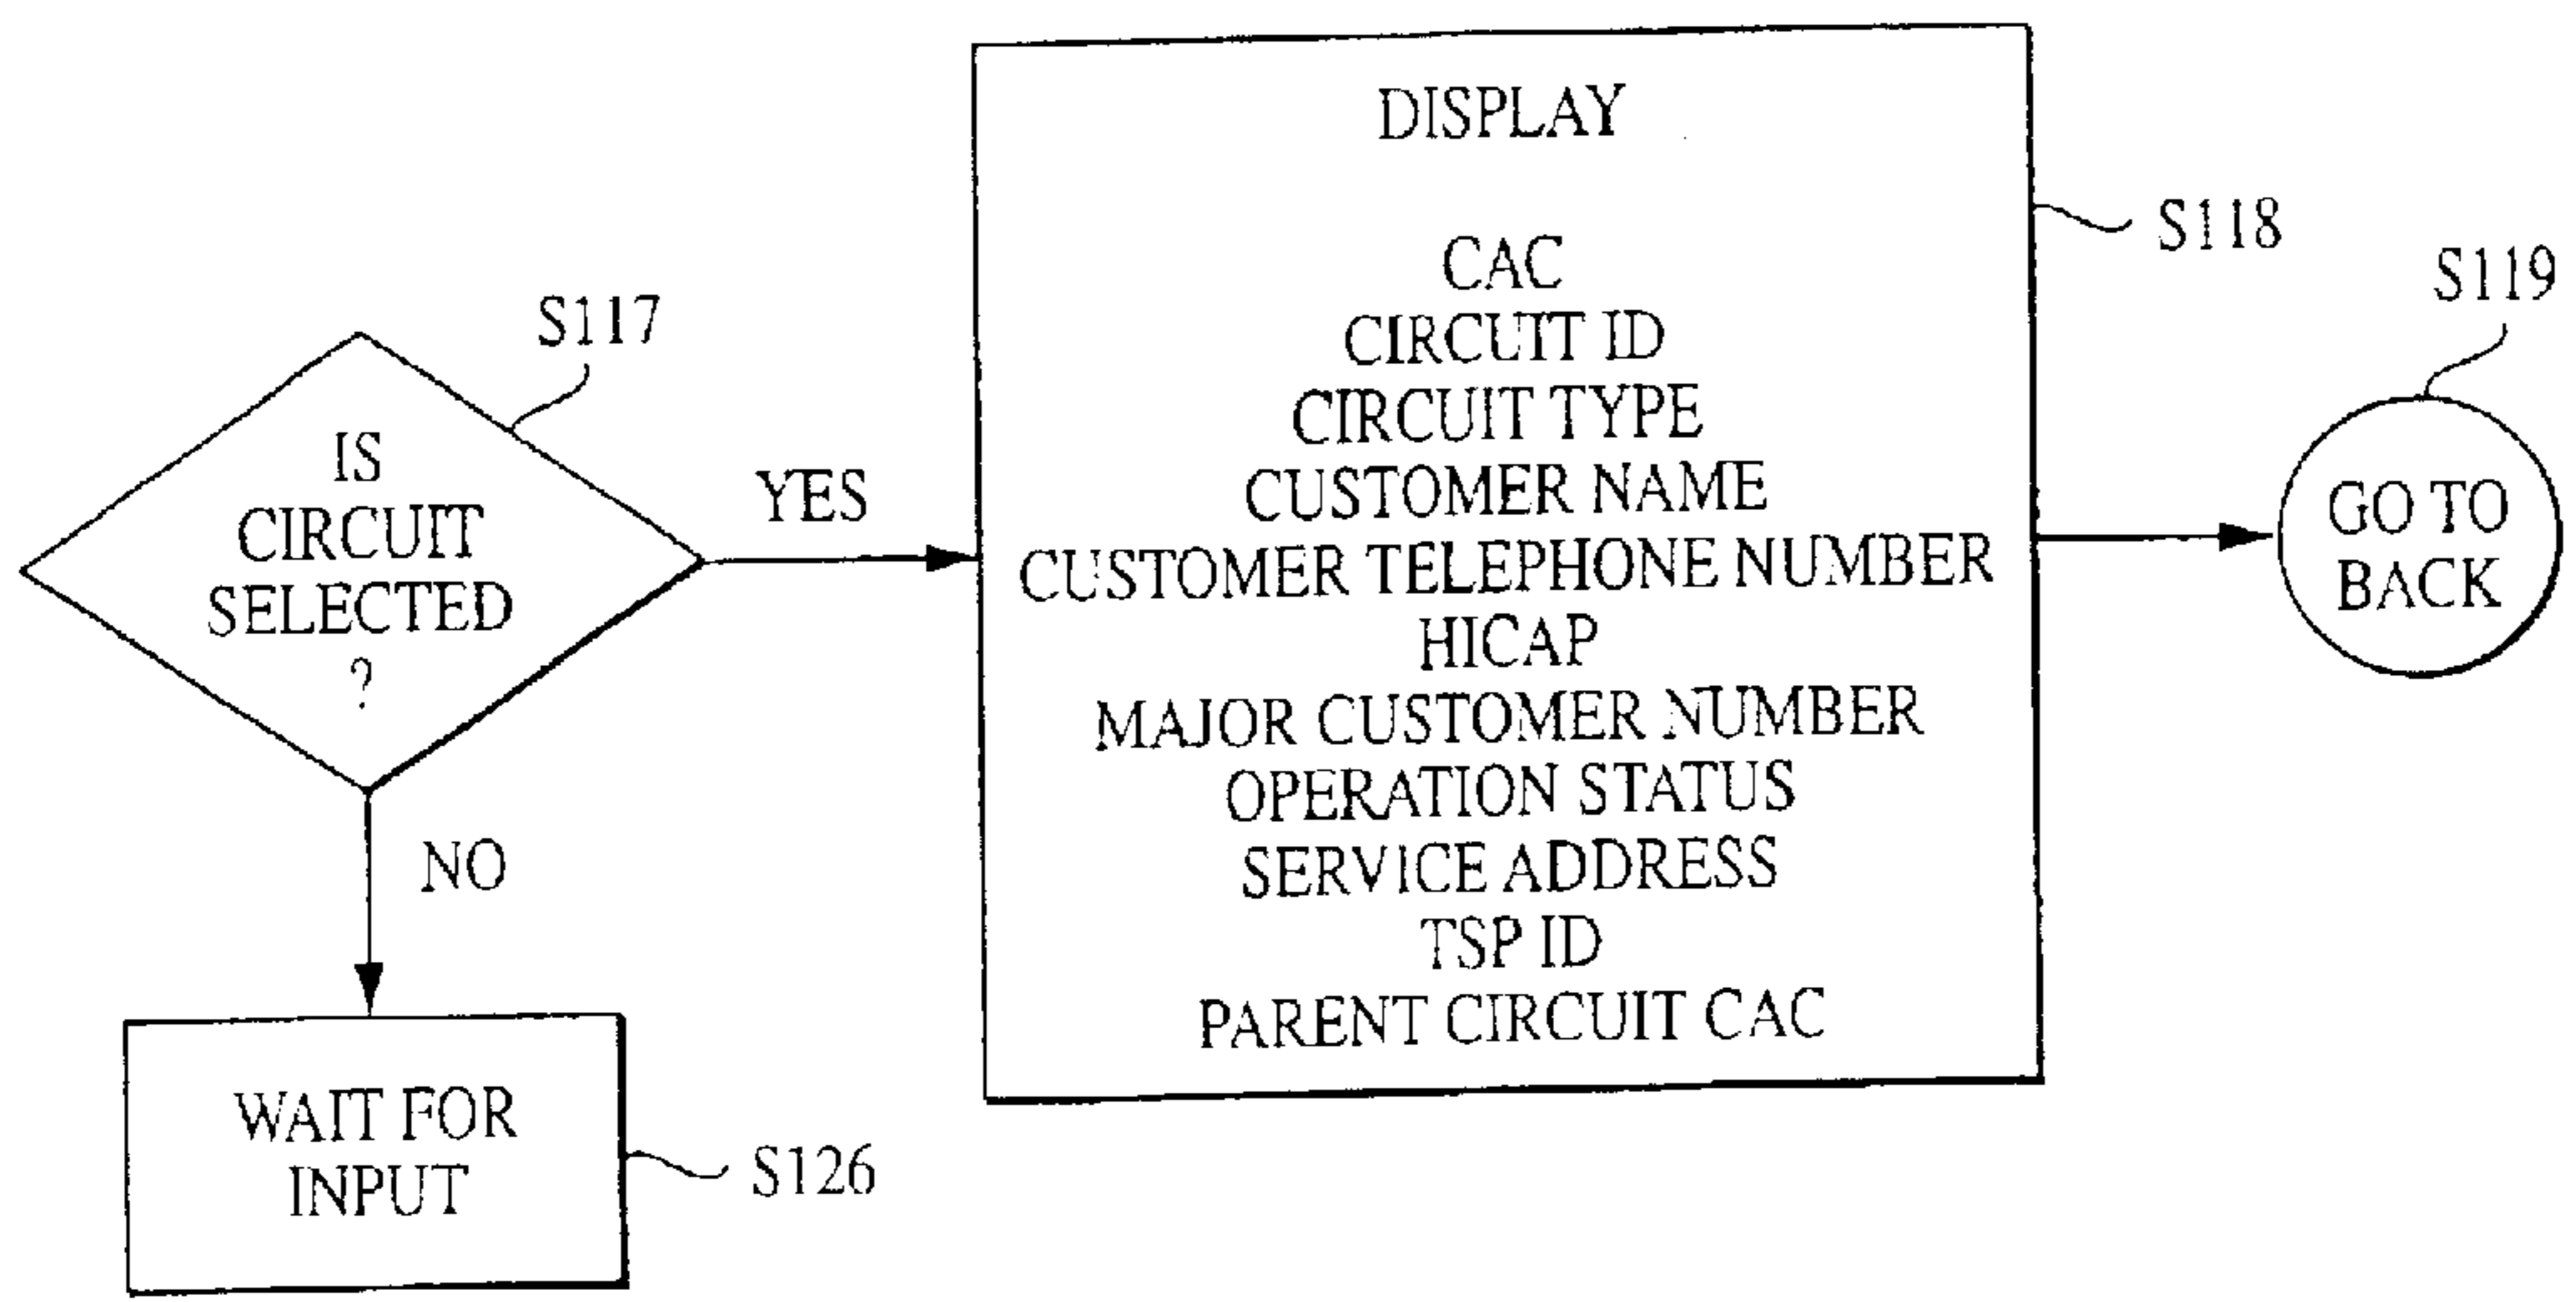 S117
IS
CIRCUIT
SELECTED
?
YES
NO
WAIT FOR
INPUT
S126
DISPLAY
CAC
CIRCUIT ID
CIRCUIT TYPE
CUSTOMER NAME
CUSTOMER TELEPHONE NUMBER
HICAP
MAJOR CUSTOMER NUMBER
OPERATION STATUS
SERVICE ADDRESS
TSP ID
PARENT CIRCUIT CAC
S118
S119
GO TO
BACK